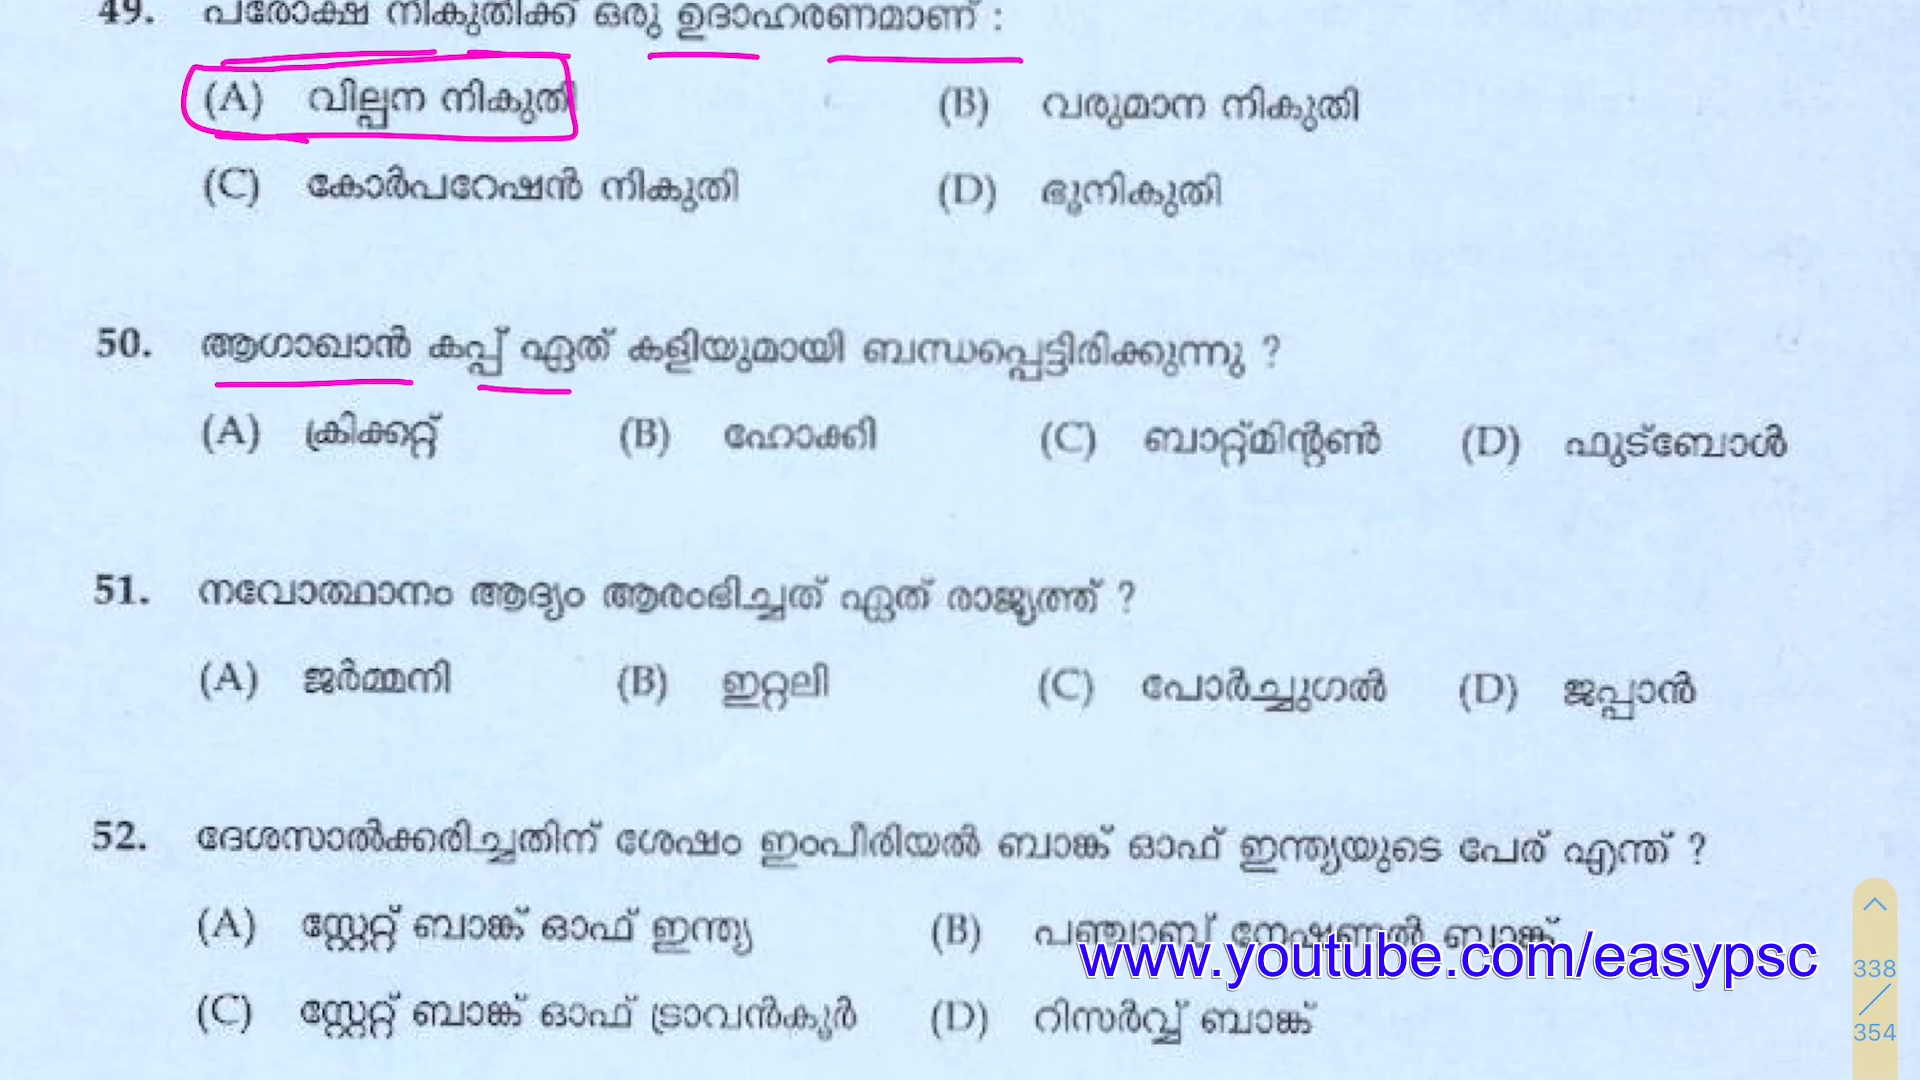 49. പരോക്ഷ നികുതിക്ക് ഒരു ഉദാഹരണമാണ് :
(A) വില്പന നികുതി (B) വരുമാന നികുതി
(C) കോർപറേഷൻ നികുതി (D) ഭൂനികുതി
50. ആഗാഖാൻ കപ്പ് ഏത് കളിയുമായി ബന്ധപ്പെട്ടിരിക്കുന്നു ?
(A) ക്രിക്കറ്റ് (B) ഹോക്കി (C) ബാറ്റ്മിന്റൺ (D) ഫുട്ബോൾ
51. നവോത്ഥാനം ആദ്യം ആരംഭിച്ചത് ഏത് രാജ്യത്ത് ?
(A) ജർമ്മനി (B) ഇറ്റലി (C) പോർച്ചുഗൽ (D) ജപ്പാൻ
52. ദേശസാൽക്കരിച്ചതിന് ശേഷം ഇംപീരിയൽ ബാങ്ക് ഓഫ് ഇന്ത്യയുടെ പേര് എന്ത് ?
(A) സ്റ്റേറ്റ് ബാങ്ക് ഓഫ് ഇന്ത്യ (B) പഞ്ചാബ് നേഷണൽ ബാങ്ക്
www.youtube.com/easypsc
(C) സ്റ്റേറ്റ് ബാങ്ക് ഓഫ് ട്രാവൻകൂർ (D) റിസർവ്വ് ബാങ്ക്
338
/
354